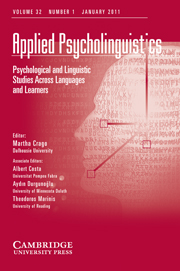 VOLUME 32 NUMBER 1 JANUARY 2011
Applied Psycholinguistics
Psychological and Linguistic
Studies Across Languages
and Learners
Editor:
Martha Crago
Dalhousie University
Associate Editors:
Albert Costa
Universitat Pompeu Fabra
Aydın Durgunoğlu
University of Minnesota Duluth
Theodoros Marinis
University of Reading
CAMBRIDGE
UNIVERSITY PRESS